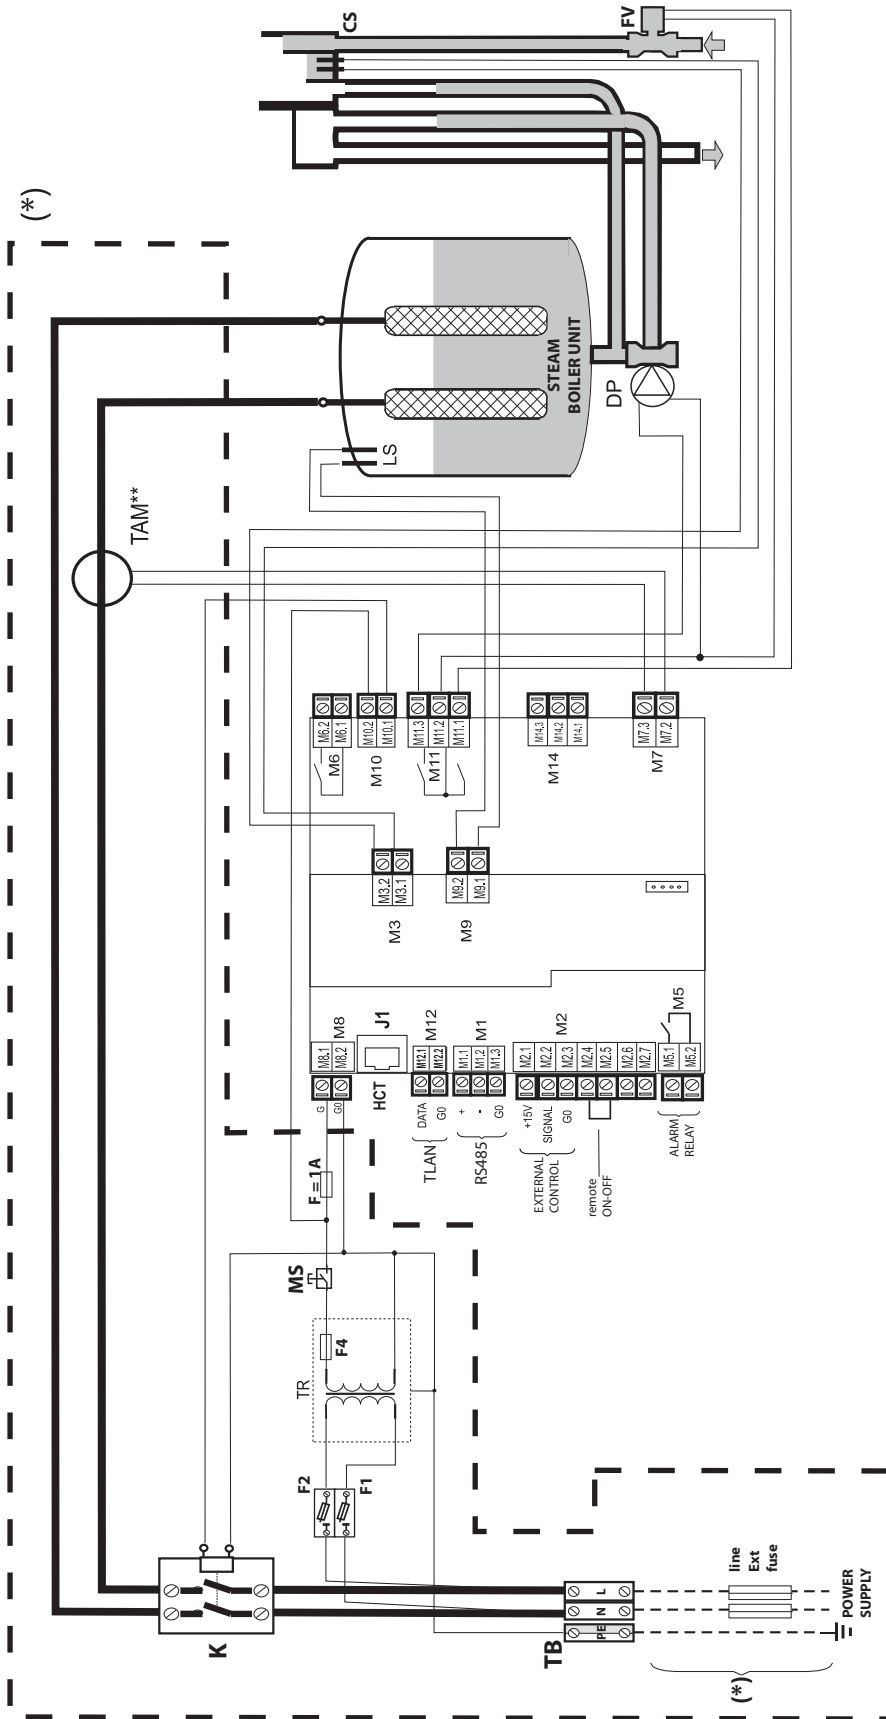 CS
FV
(*)
STEAM
BOILER UNIT
DP
LS
TAM**
M6.2
M6.1
M6
M10.2
M10.1
M10
M11.3
M11.2
M11.1
M11
M14.3
M14.2
M14.1
M14
M7.3
M7.2
M7
M3.2
M3.1
M3
M9.2
M9.1
M9
M8.1
M8.2
M8
G
G0
J1
HCT
M12.1
M12.2
M12
DATA
G0
TLAN
M1.1
M1.2
M1.3
M1
+
-
G0
RS485
M2.1
M2.2
M2.3
M2.4
M2.5
M2.6
M2.7
M2
+15V
SIGNAL
G0
EXTERNAL
CONTROL
remote
ON-OFF
M5.1
M5.2
M5
ALARM
RELAY
F = 1A
MS
F4
TR
F2
F1
K
TB
L
N
PE
line
Ext
fuse
POWER
SUPPLY
(*)